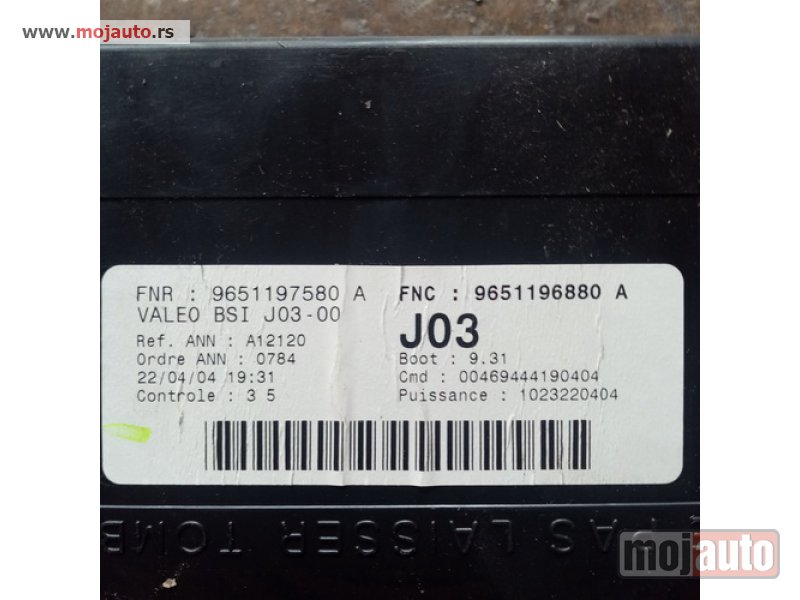 www.mojauto.rs
FNR : 9651197580 A
VALEO BSI J03-00
Ref. ANN : A12120
Ordre ANN : 0784
22/04/04 19:31
Controle : 3 5
FNC : 9651196880 A
J03
Boot : 9.31
Cmd : 00469444190404
Puissance : 1023220404
PAS LAISSER TOMB
mojauto